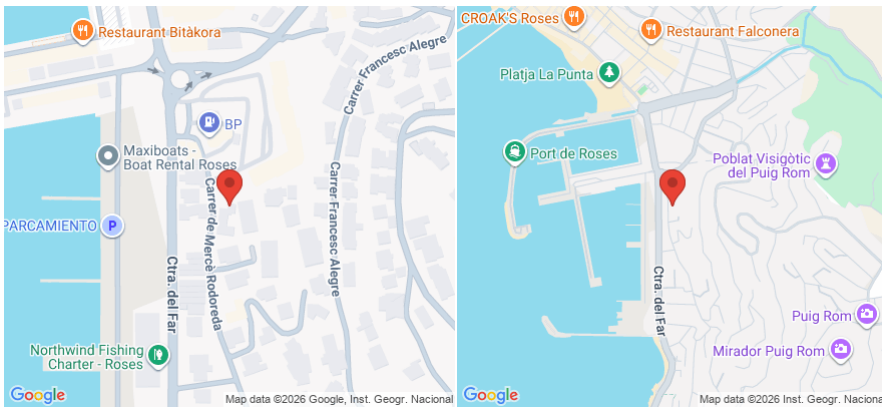 Restaurant Bitàkora
Carrer Francesc Alegre
BP
Maxiboats -
Boat Rental Roses
PARCAMIENTO
P
Carrer de Mercè Rodoreda
Carrer Francesc Alegre
Ctra. del Far
Northwind Fishing
Charter - Roses
Google
Map data ©2026 Google, Inst. Geogr. Nacional
CROAK'S Roses
Restaurant Falconera
Platja La Punta
Port de Roses
Poblat Visigòtic
del Puig Rom
Ctra. del Far
Puig Rom
Mirador Puig Rom
Google
Map data ©2026 Google, Inst. Geogr. Nacional